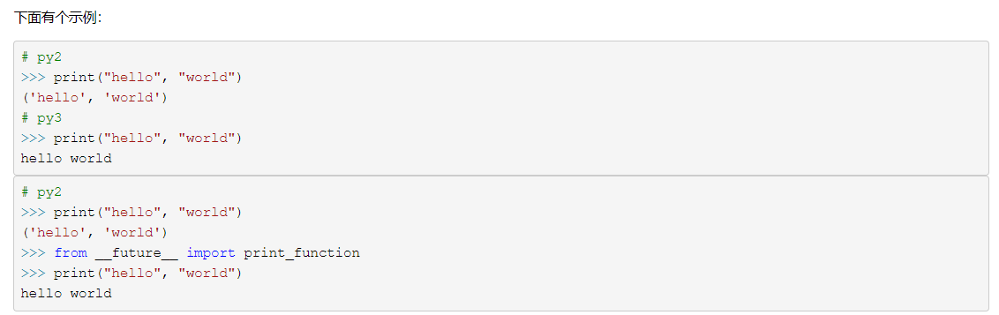 下面有个示例：
# py2
>>> print("hello", "world")
('hello', 'world')
# py3
>>> print("hello", "world")
hello world
# py2
>>> print("hello", "world")
('hello', 'world')
>>> from __future__ import print_function
>>> print("hello", "world")
hello world